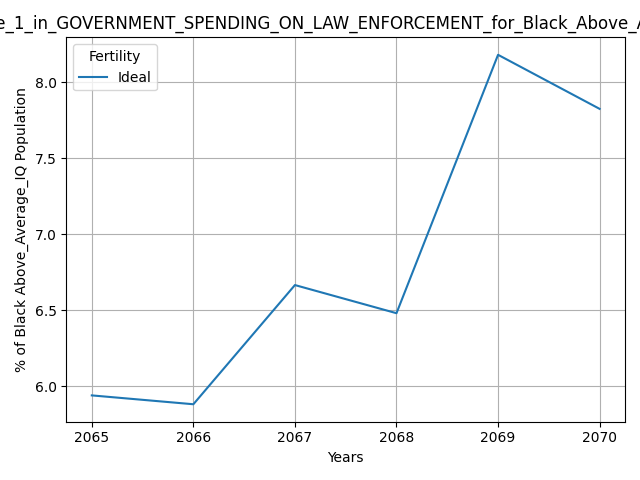 e_1_in_GOVERNMENT_SPENDING_ON_LAW_ENFORCEMENT_for_Black_Above_A
Fertility
Ideal
8.0
7.5
7.0
6.5
6.0
% of Black Above_Average_IQ Population
2065 2066 2067 2068 2069 2070
Years